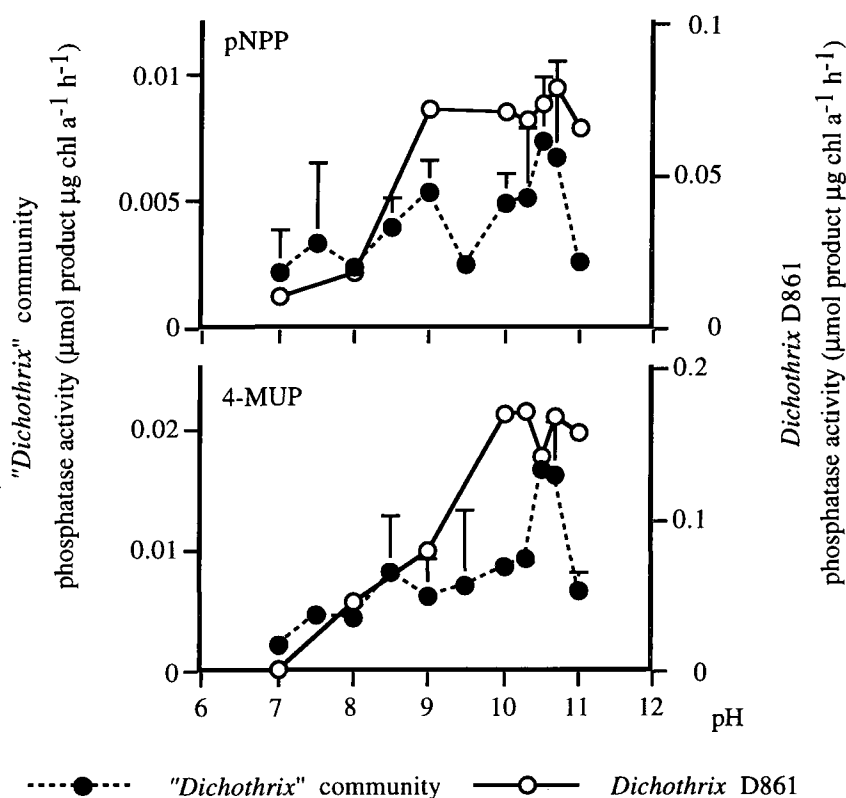 "Dichothrix" community
phosphatase activity (µmol product µg chl a⁻¹ h⁻¹)
pNPP
0.01
0.005
0
0.1
0.05
0
4-MUP
0.02
0.01
0
0.2
0.1
0
6 7 8 9 10 11 12
pH
Dichothrix D861
phosphatase activity (µmol product µg chl a⁻¹ h⁻¹)
"Dichothrix" community Dichothrix D861